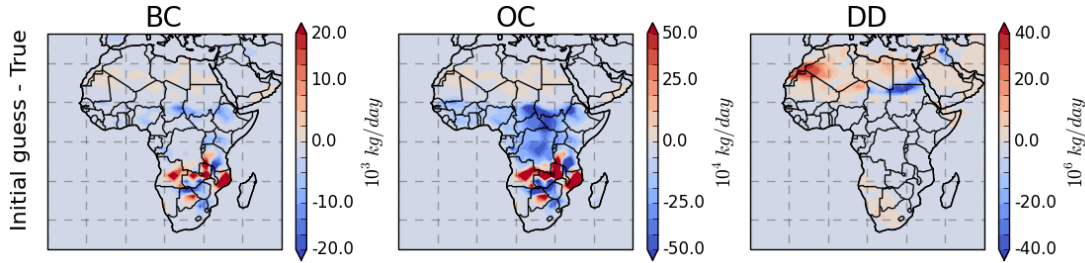 BC
OC
DD
Initial guess - True
20.0
10.0
0.0
-10.0
-20.0
10³ kg/day
50.0
25.0
0.0
-25.0
-50.0
10⁴ kg/day
40.0
20.0
0.0
-20.0
-40.0
10⁶ kg/day